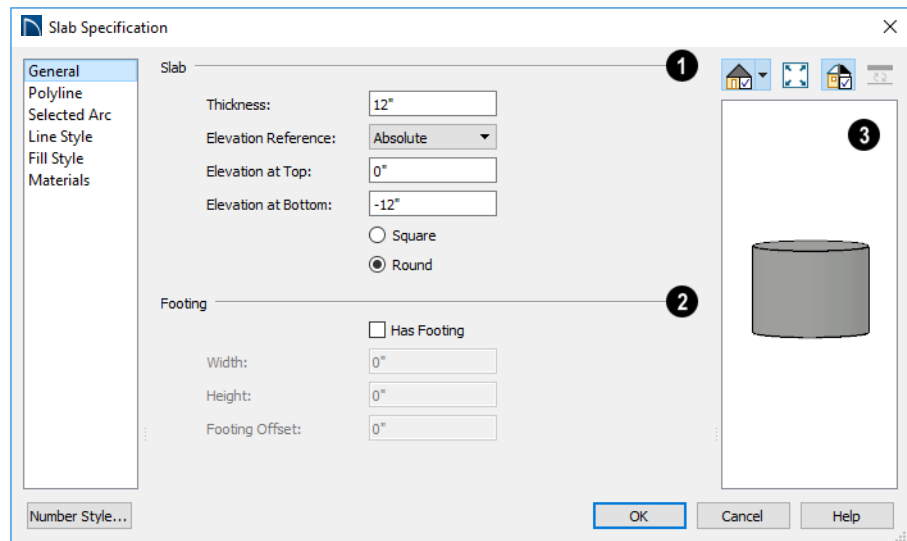 Slab Specification
General
Polyline
Selected Arc
Line Style
Fill Style
Materials
Slab
1
Thickness: 12"
Elevation Reference: Absolute
Elevation at Top: 0"
Elevation at Bottom: -12"
Square
Round
Footing
2
Has Footing
Width: 0"
Height: 0"
Footing Offset: 0"
3
Number Style...
OK
Cancel
Help